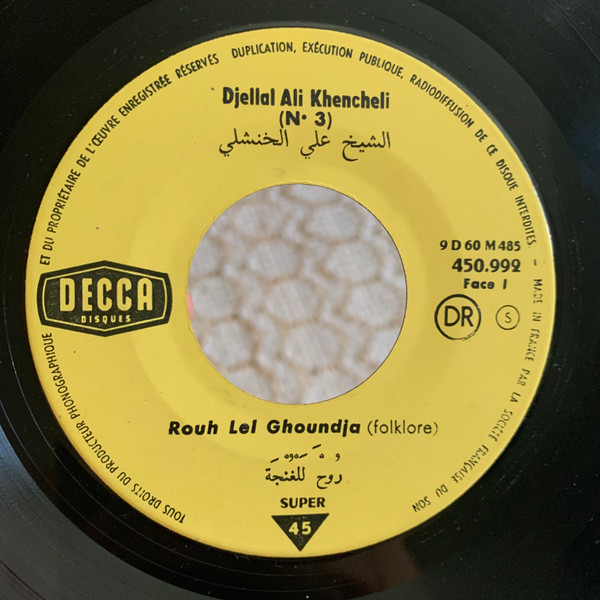 TOUS DROITS DU PRODUCTEUR PHONOGRAPHIQUE ET DU PROPRIÉTAIRE DE L'ŒUVRE ENREGISTRÉE RÉSERVÉS DUPLICATION, EXÉCUTION PUBLIQUE, RADIODIFFUSION DE CE DISQUE INTERDITES - MADE IN FRANCE PAR LA SOCIÉTÉ FRANÇAISE DU SON
Djellal Ali Khencheli
(N• 3)
الشيخ علي الخنشلي
9 D 60 M 485
450.992
Face 1
DR S
DECCA
DISQUES
Rouh Lel Ghoundja (folklore)
روح للغنجة
SUPER
45